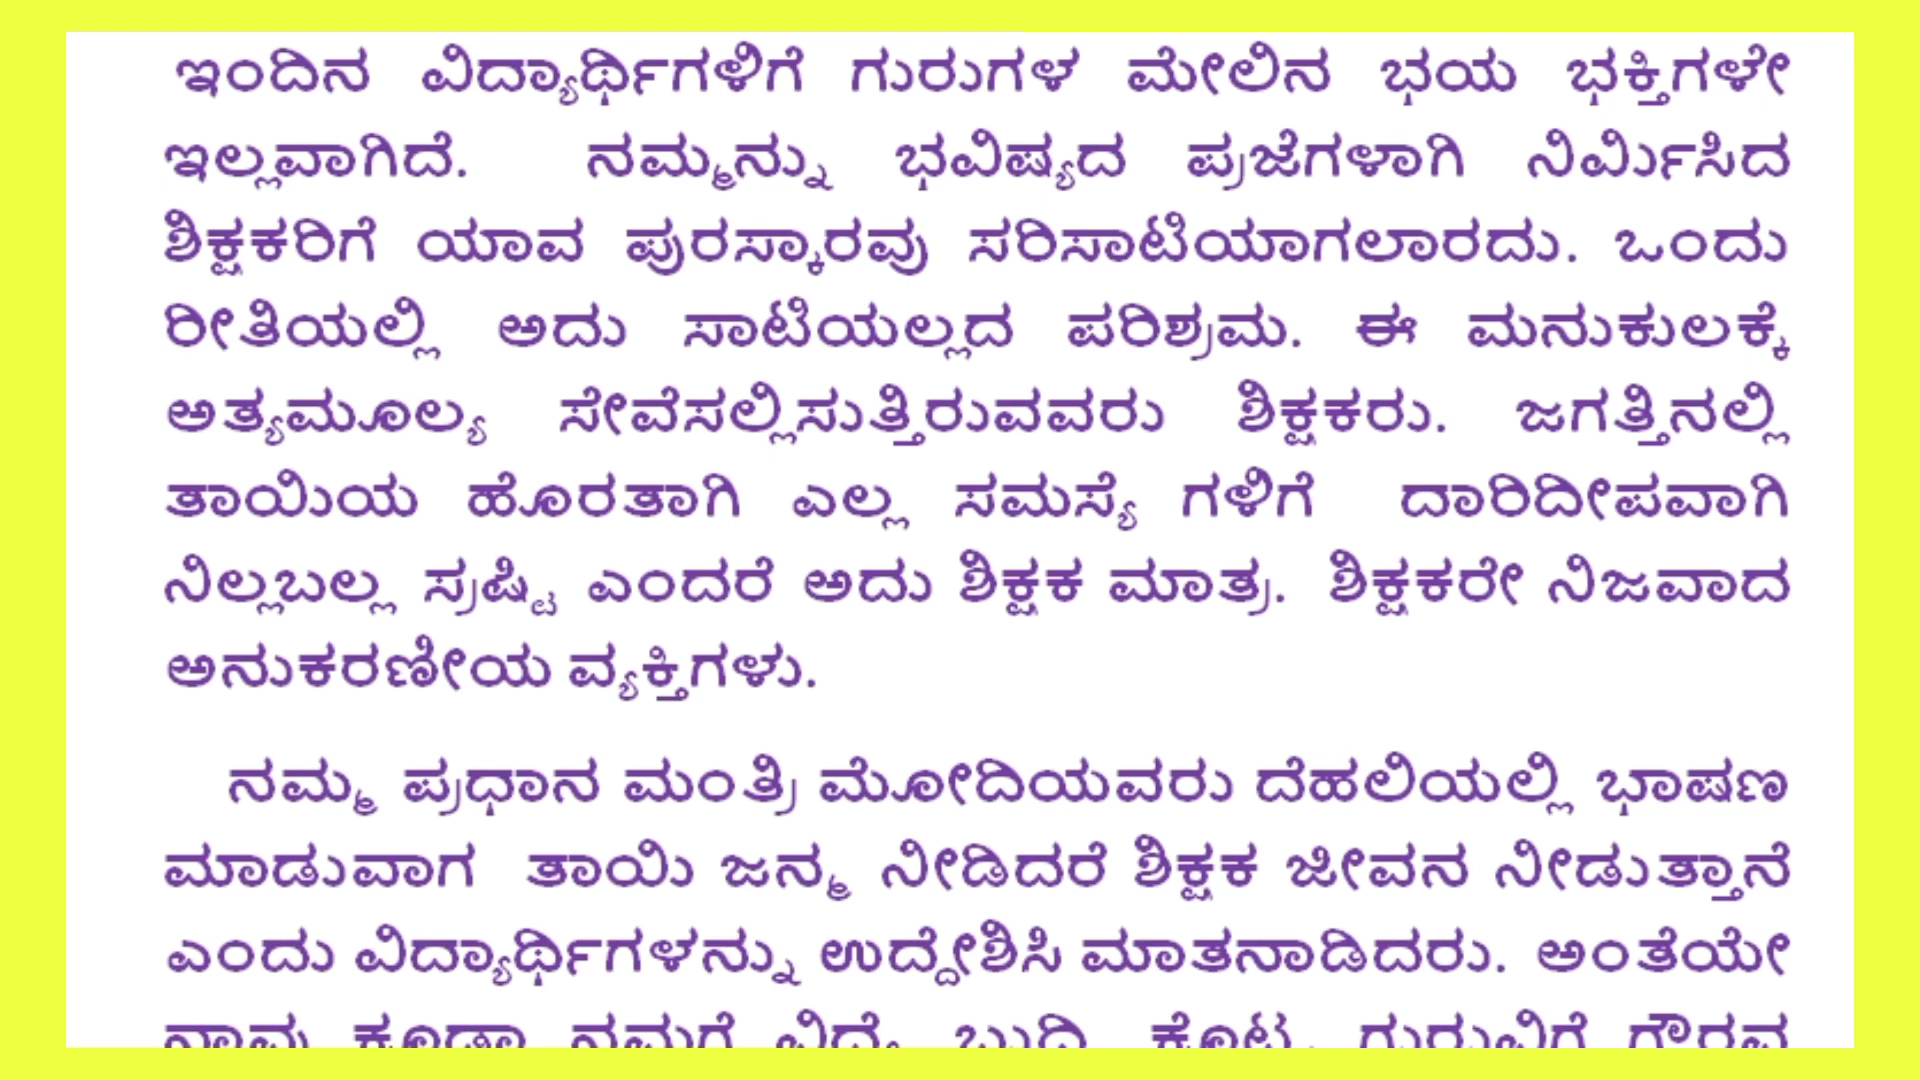 ಇಂದಿನ ವಿದ್ಯಾರ್ಥಿಗಳಿಗೆ ಗುರುಗಳ ಮೇಲಿನ ಭಯ ಭಕ್ತಿಗಳೇ
ಇಲ್ಲವಾಗಿದೆ. ನಮ್ಮನ್ನು ಭವಿಷ್ಯದ ಪ್ರಜೆಗಳಾಗಿ ನಿರ್ಮಿಸಿದ
ಶಿಕ್ಷಕರಿಗೆ ಯಾವ ಪುರಸ್ಕಾರವು ಸರಿಸಾಟಿಯಾಗಲಾರದು. ಒಂದು
ರೀತಿಯಲ್ಲಿ ಅದು ಸಾಟಿಯಲ್ಲದ ಪರಿಶ್ರಮ. ಈ ಮನುಕುಲಕ್ಕೆ
ಅತ್ಯಮೂಲ್ಯ ಸೇವೆಸಲ್ಲಿಸುತ್ತಿರುವವರು ಶಿಕ್ಷಕರು. ಜಗತ್ತಿನಲ್ಲಿ
ತಾಯಿಯ ಹೊರತಾಗಿ ಎಲ್ಲ ಸಮಸ್ಯೆ ಗಳಿಗೆ ದಾರಿದೀಪವಾಗಿ
ನಿಲ್ಲಬಲ್ಲ ಸ್ರಷ್ಟಿ ಎಂದರೆ ಅದು ಶಿಕ್ಷಕ ಮಾತ್ರ. ಶಿಕ್ಷಕರೇ ನಿಜವಾದ
ಅನುಕರಣೀಯ ವ್ಯಕ್ತಿಗಳು.
ನಮ್ಮ ಪ್ರಧಾನ ಮಂತ್ರಿ ಮೋದಿಯವರು ದೆಹಲಿಯಲ್ಲಿ ಭಾಷಣ
ಮಾಡುವಾಗ ತಾಯಿ ಜನ್ಮ ನೀಡಿದರೆ ಶಿಕ್ಷಕ ಜೀವನ ನೀಡುತ್ತಾನೆ
ಎಂದು ವಿದ್ಯಾರ್ಥಿಗಳನ್ನು ಉದ್ದೇಶಿಸಿ ಮಾತನಾಡಿದರು. ಅಂತೆಯೇ